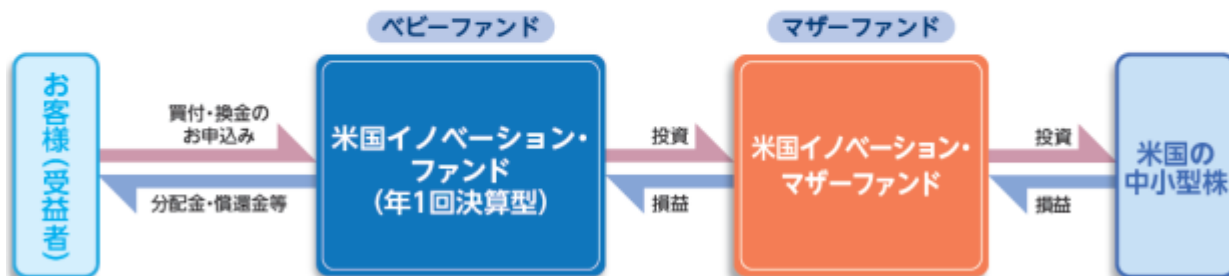 ベビーファンド
マザーファンド
お客様(受益者)
買付・換金の
お申込み
分配金・償還金等
米国イノベーション・
ファンド
(年1回決算型)
投資
損益
米国イノベーション・
マザーファンド
投資
損益
米国の
中小型株